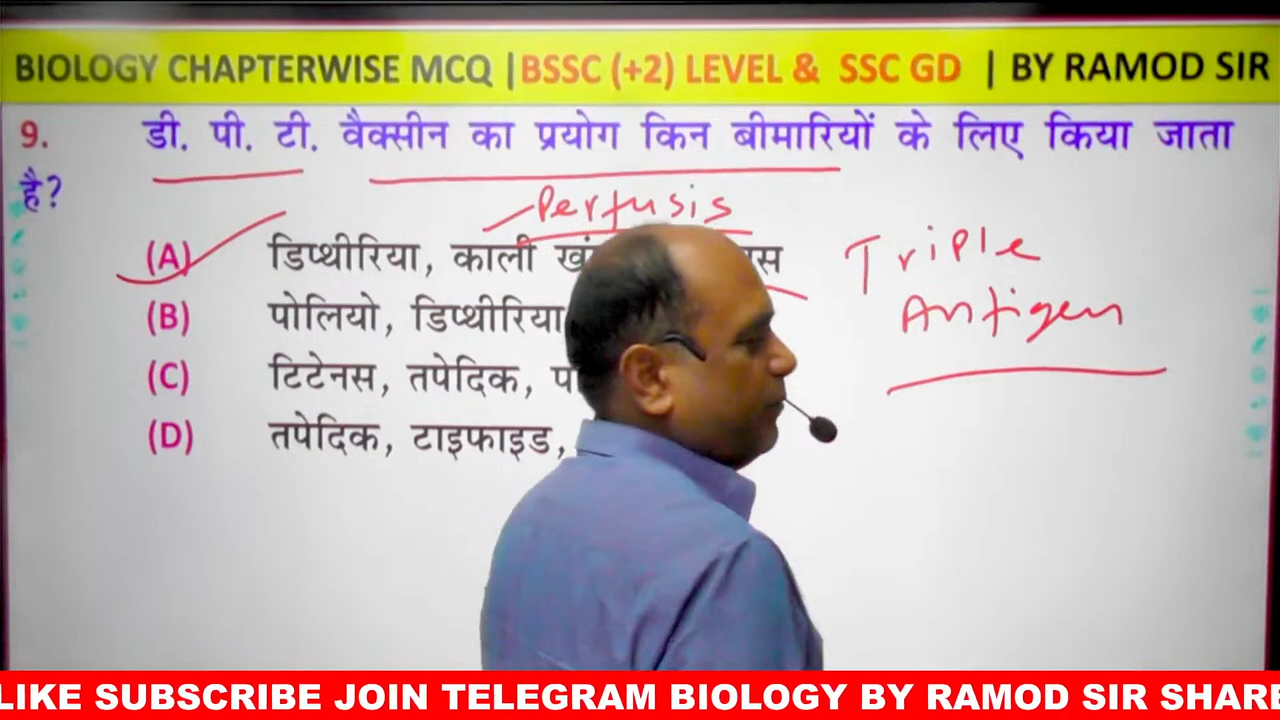 BIOLOGY CHAPTERWISE MCQ | BSSC (+2) LEVEL & SSC GD | BY RAMOD SIR
9. डी. पी. टी. वैक्सीन का प्रयोग किन बीमारियों के लिए किया जाता
है?
Perfusis
(A) डिप्थीरिया, काली
(B) पोलियो, डिप्थीरिया
(C) टिटेनस, तपेदिक,
(D) तपेदिक, टाइफाइड,
Triple
Antigen
LIKE SUBSCRIBE JOIN TELEGRAM BIOLOGY BY RAMOD SIR SHARE